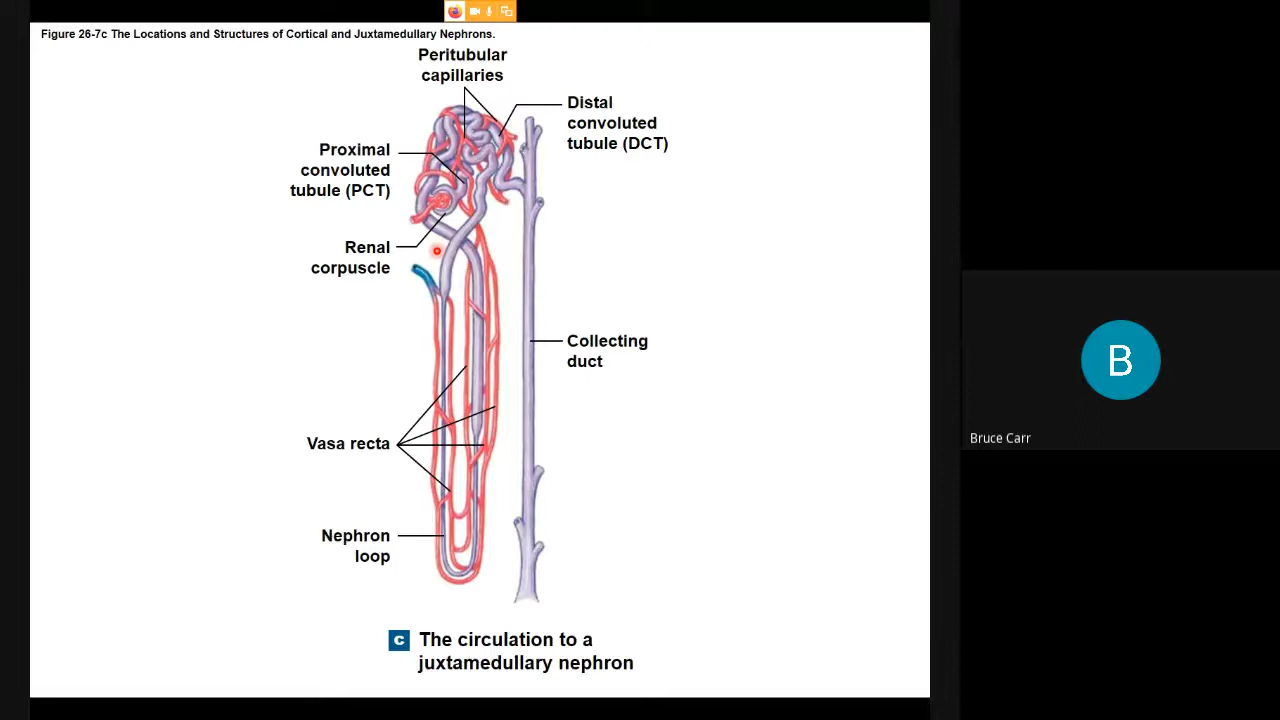 Figure 26-7c The Locations and Structures of Cortical and Juxtamedullary Nephrons.
Peritubular
capillaries
Distal
convoluted
tubule (DCT)
Proximal
convoluted
tubule (PCT)
Renal
corpuscle
Collecting
duct
Vasa recta
Nephron
loop
c The circulation to a
juxtamedullary nephron
B
Bruce Carr